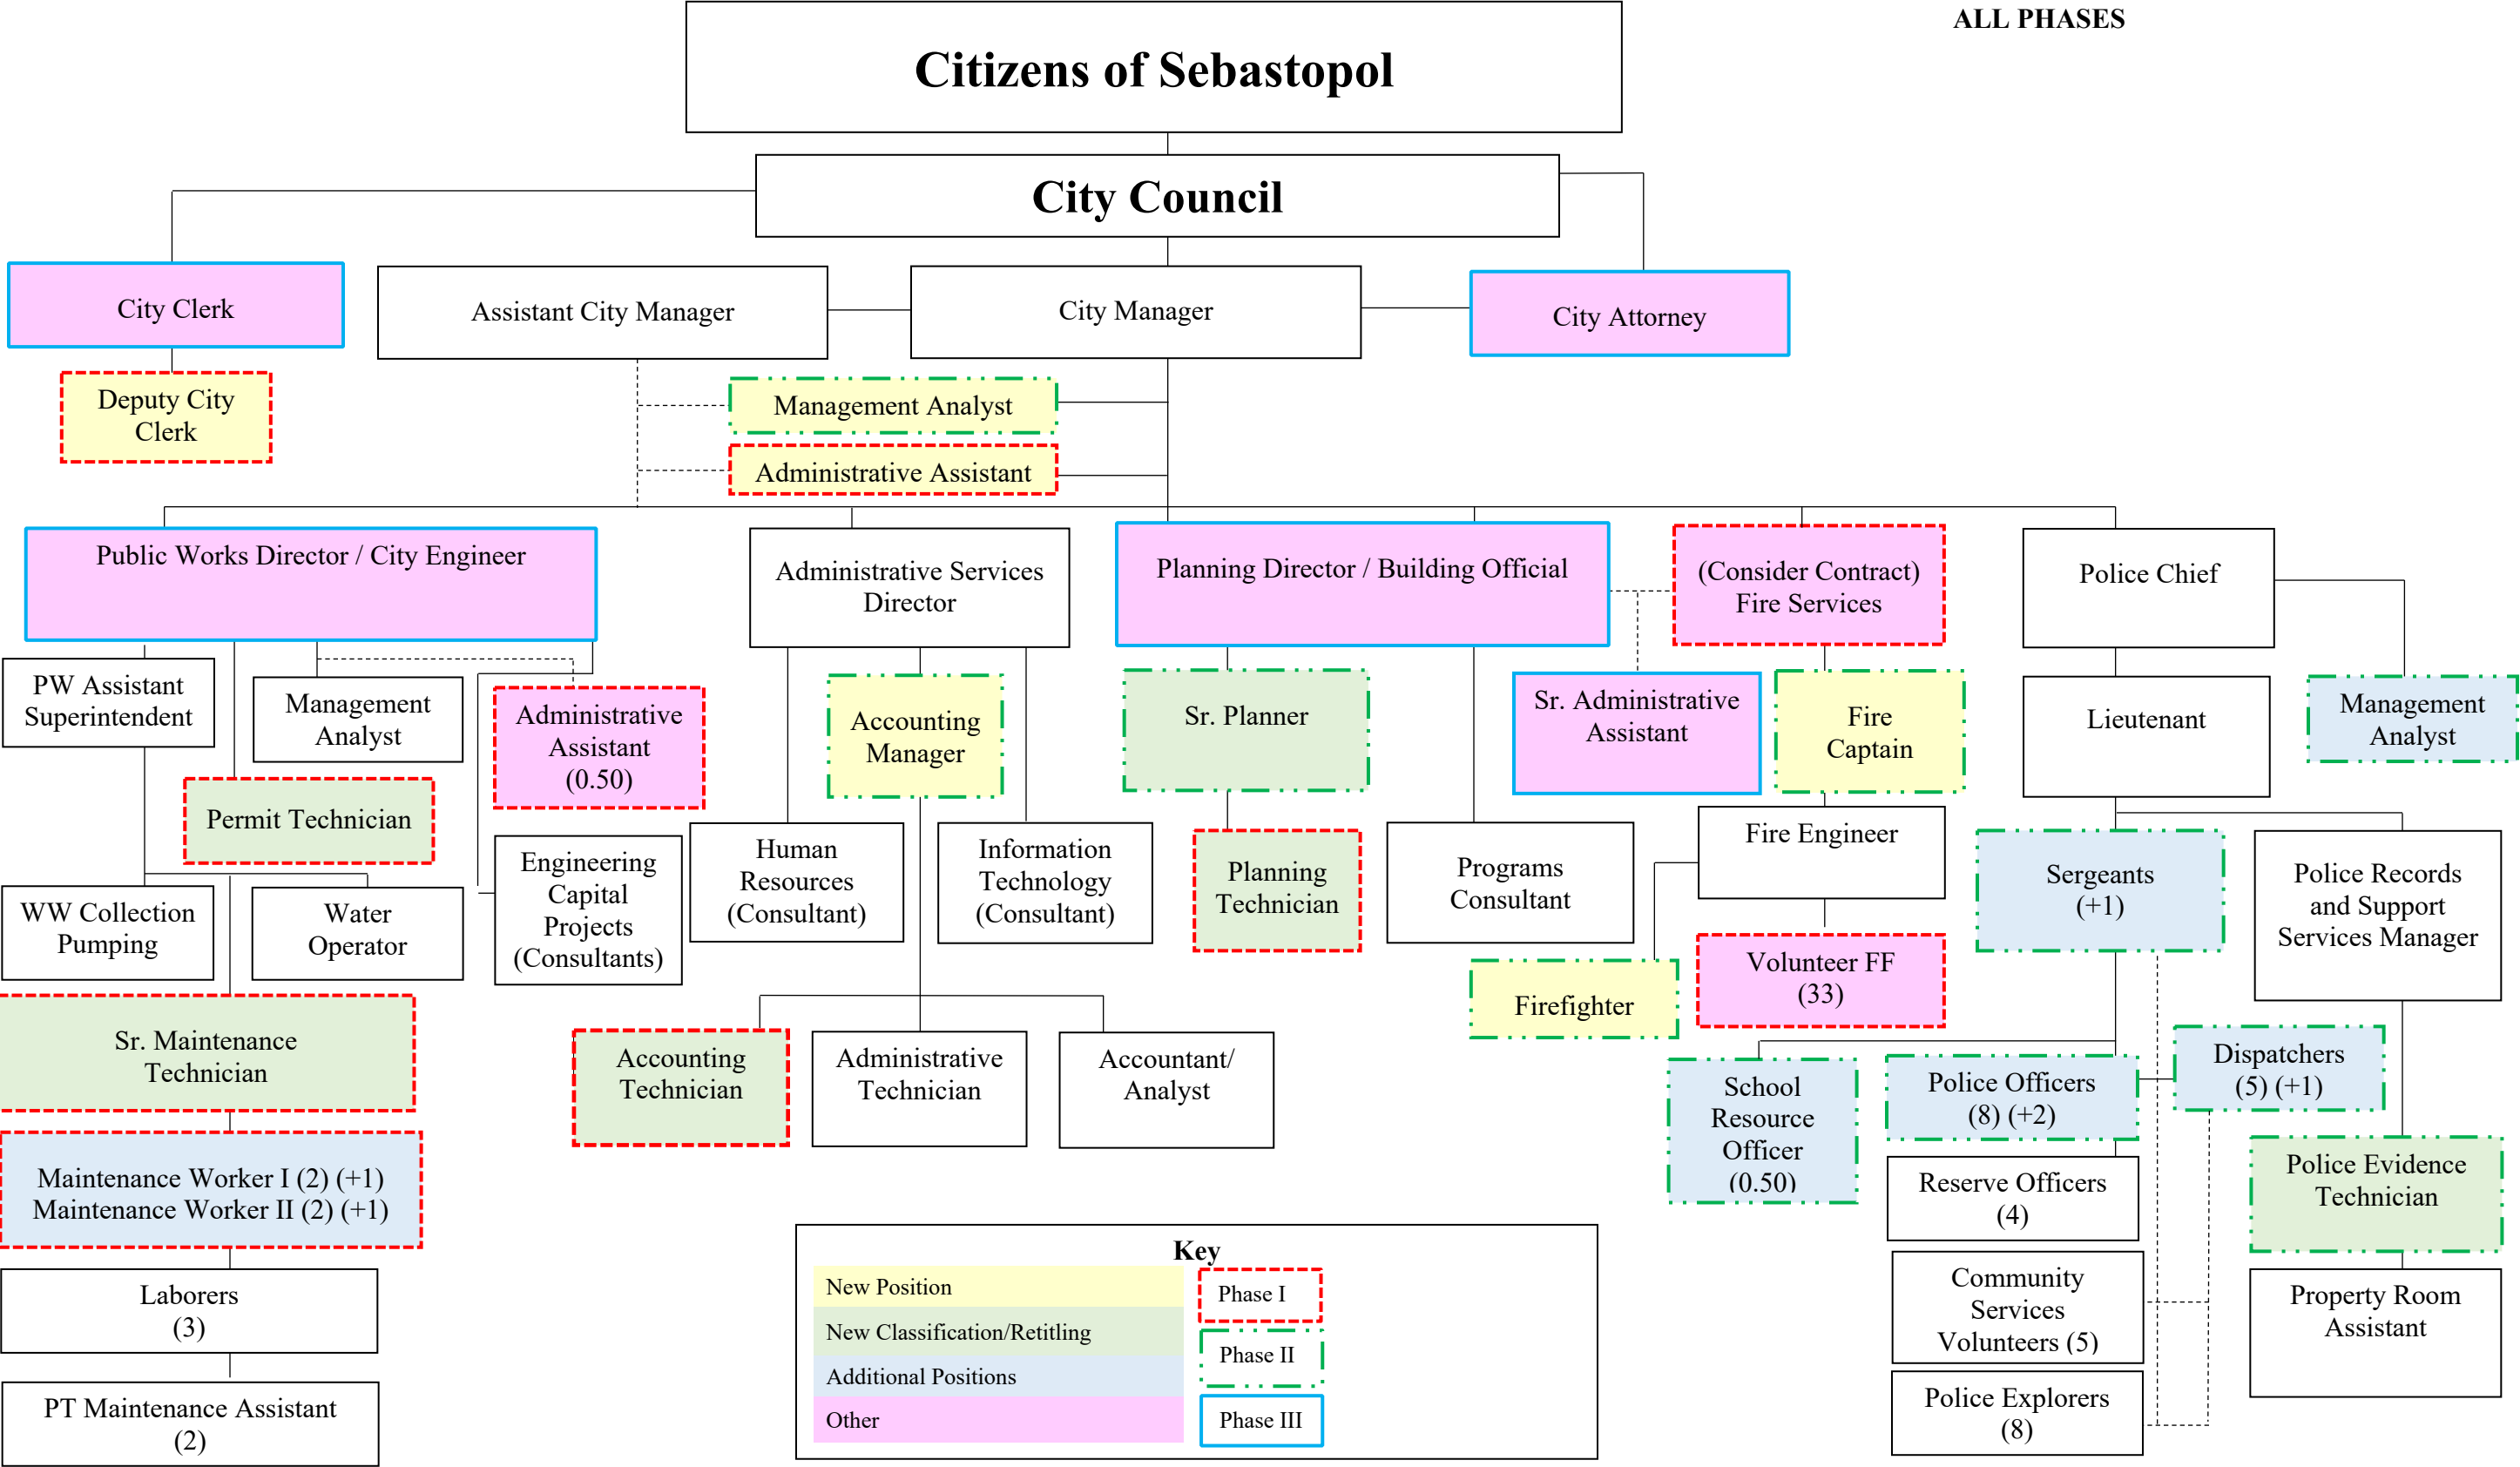 ALL PHASES
Citizens of Sebastopol
City Council
City Clerk
Assistant City Manager
City Manager
City Attorney
Deputy City
Clerk
Management Analyst
Administrative Assistant
Public Works Director / City Engineer
Administrative Services
Director
Planning Director / Building Official
(Consider Contract)
Fire Services
Police Chief
PW Assistant
Superintendent
Management
Analyst
Administrative
Assistant
(0.50)
Accounting
Manager
Sr. Planner
Sr. Administrative
Assistant
Fire
Captain
Lieutenant
Management
Analyst
Permit Technician
Engineering
Capital
Projects
(Consultants)
Human
Resources
(Consultant)
Information
Technology
(Consultant)
Planning
Technician
Programs
Consultant
Fire Engineer
Sergeants
(+1)
Police Records
and Support
Services Manager
WW Collection
Pumping
Water
Operator
Firefighter
Volunteer FF
(33)
Sr. Maintenance
Technician
Accounting
Technician
Administrative
Technician
Accountant/
Analyst
School
Resource
Officer
(0.50)
Police Officers
(8) (+2)
Dispatchers
(5) (+1)
Maintenance Worker I (2) (+1)
Maintenance Worker II (2) (+1)
Reserve Officers
(4)
Police Evidence
Technician
Laborers
(3)
Community
Services
Volunteers (5)
Property Room
Assistant
PT Maintenance Assistant
(2)
Police Explorers
(8)
Key
New Position
Phase I
New Classification/Retitling
Phase II
Additional Positions
Other
Phase III